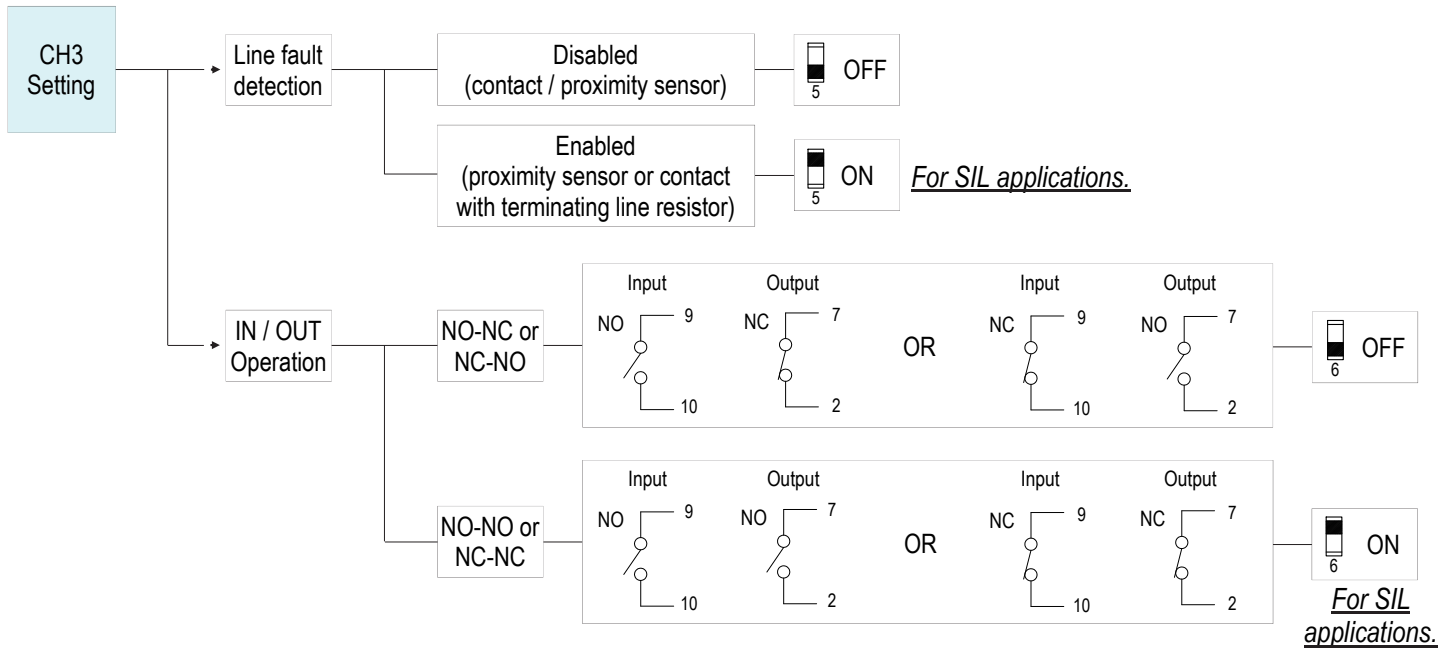 CH3
Setting
Line fault
detection
Disabled
(contact / proximity sensor)
5
OFF
Enabled
(proximity sensor or contact
with terminating line resistor)
5
ON
For SIL applications.
IN / OUT
Operation
NO-NC or
NC-NO
Input
Output
Input
Output
NO
9
NC
7
OR
NC
9
NO
7
10
2
10
2
6
OFF
NO-NO or
NC-NC
Input
Output
Input
Output
NO
9
NO
7
OR
NC
9
NC
7
10
2
10
2
6
ON
For SIL
applications.